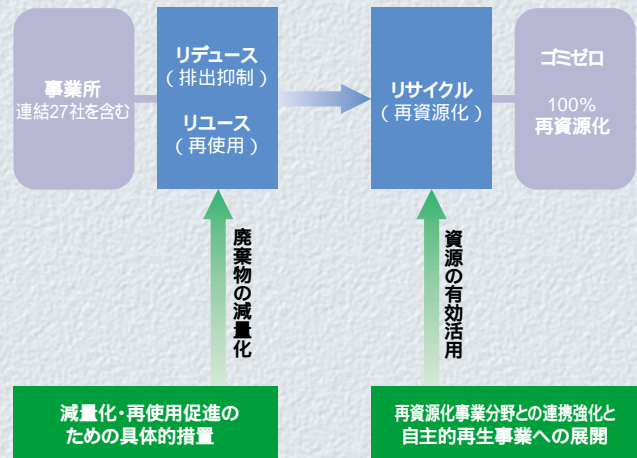 事業所
連結27社を含む
リデュース
（排出抑制）
リユース
（再使用）
リサイクル
（再資源化）
ゴミゼロ
100%
再資源化
廃棄物の減量化
資源の有効活用
減量化・再使用促進の
ための具体的措置
再資源化事業分野との連携強化と
自主的再生事業への展開